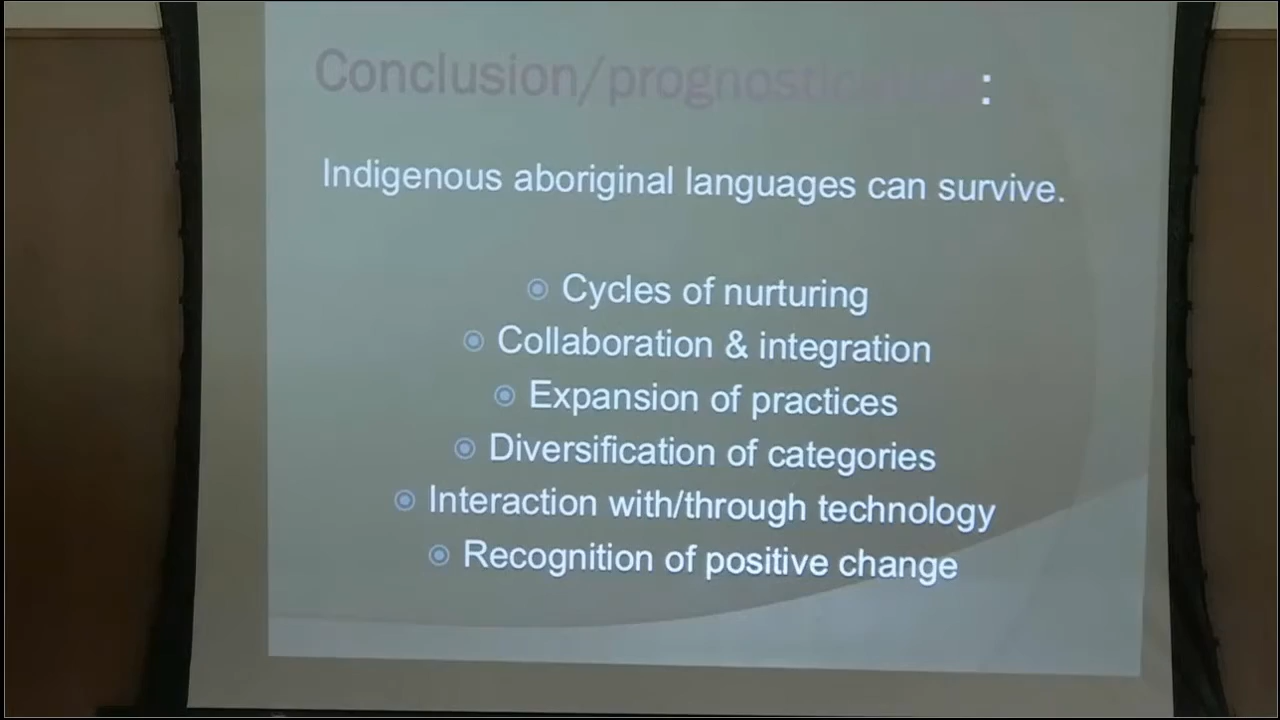 Conclusion/prognostication:
Indigenous aboriginal languages can survive.
Cycles of nurturing
Collaboration & integration
Expansion of practices
Diversification of categories
Interaction with/through technology
Recognition of positive change